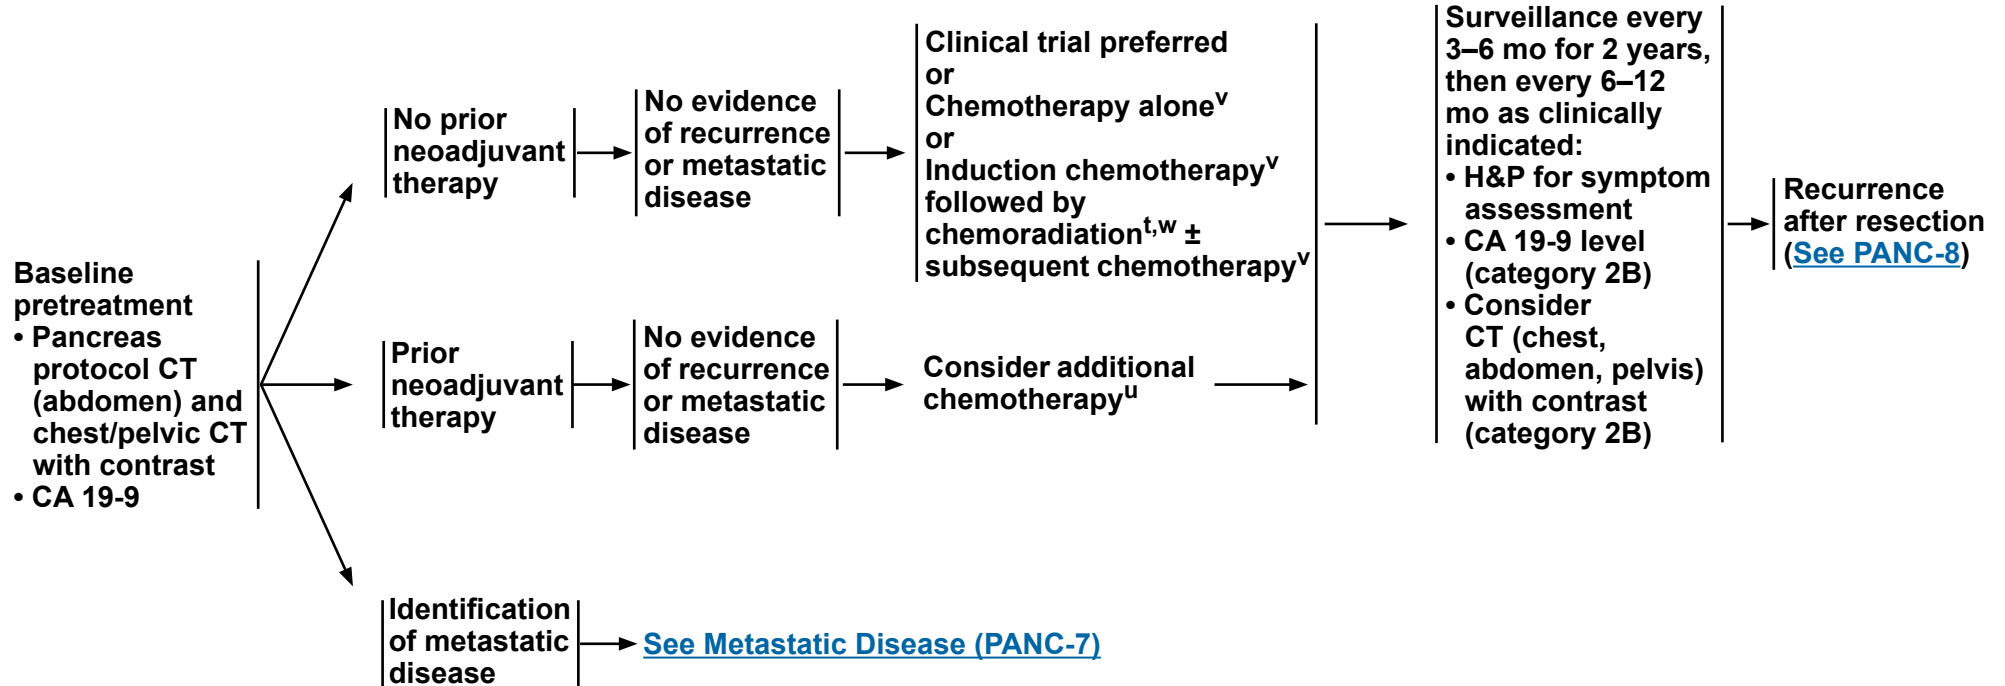 Baseline
pretreatment
• Pancreas
protocol CT
(abdomen) and
chest/pelvic CT
with contrast
• CA 19-9
No prior
neoadjuvant
therapy
No evidence
of recurrence
or metastatic
disease
Clinical trial preferred
or
Chemotherapy alone^v
or
Induction chemotherapy^v
followed by
chemoradiation^t,w ±
subsequent chemotherapy^v
Prior
neoadjuvant
therapy
No evidence
of recurrence
or metastatic
disease
Consider additional
chemotherapy^u
Surveillance every
3–6 mo for 2 years,
then every 6–12
mo as clinically
indicated:
• H&P for symptom
assessment
• CA 19-9 level
(category 2B)
• Consider
CT (chest,
abdomen, pelvis)
with contrast
(category 2B)
Recurrence
after resection
(See PANC-8)
Identification
of metastatic
disease
See Metastatic Disease (PANC-7)